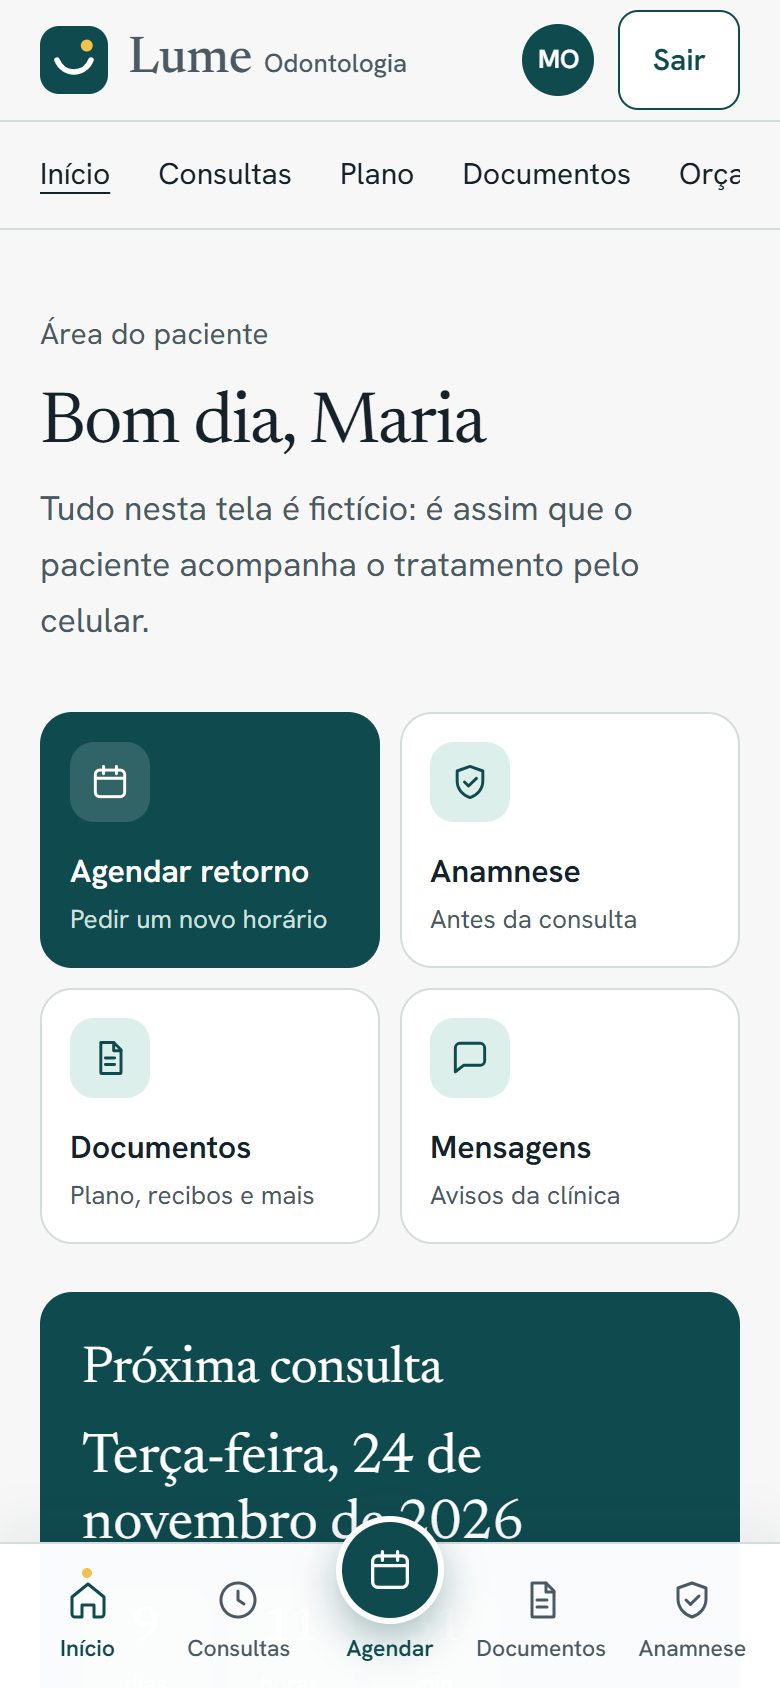 Lume Odontologia
MO
Sair
Início Consultas Plano Documentos Orça
Área do paciente
Bom dia, Maria
Tudo nesta tela é fictício: é assim que o
paciente acompanha o tratamento pelo
celular.
Agendar retorno
Pedir um novo horário
Anamnese
Antes da consulta
Documentos
Plano, recibos e mais
Mensagens
Avisos da clínica
Próxima consulta
Terça-feira, 24 de
novembro de 2026
Início Consultas Agendar Documentos Anamnese